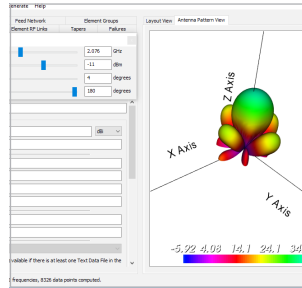 Generate Help
Feed Network Element Groups
Element RF Links Tapers Failures
2.076 GHz
-11 dBm
4 degrees
180 degrees
dB
available if there is at least one Text Data File in the
frequencies, 8326 data points computed.
Layout View Antenna Pattern View
Z Axis
X Axis
Y Axis
-5.92 4.08 14.1 24.1 34